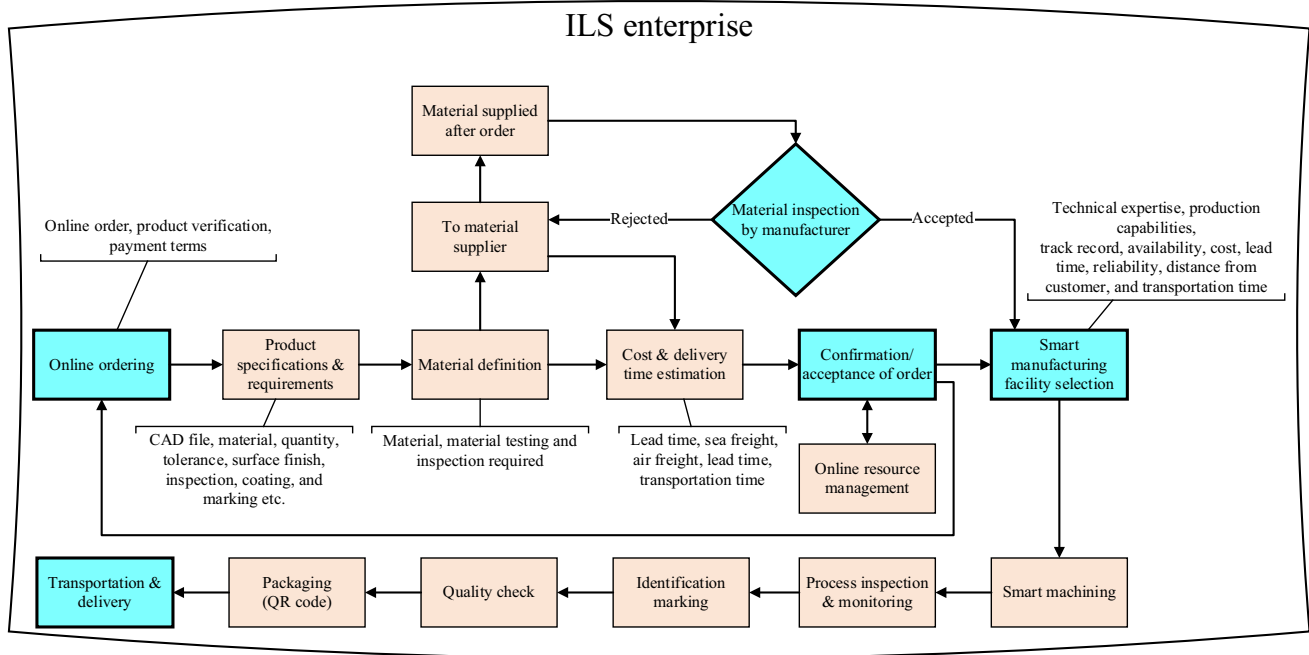 ILS enterprise
Material supplied
after order
To material
supplier
Rejected
Material inspection
by manufacturer
Accepted
Online order, product verification,
payment terms
Technical expertise, production
capabilities,
track record, availability, cost, lead
time, reliability, distance from
customer, and transportation time
Online ordering
Product
specifications &
requirements
Material definition
Cost & delivery
time estimation
Confirmation/
acceptance of order
Smart
manufacturing
facility selection
CAD file, material, quantity,
tolerance, surface finish,
inspection, coating, and
marking etc.
Material, material testing and
inspection required
Lead time, sea freight,
air freight, lead time,
transportation time
Online resource
management
Transportation &
delivery
Packaging
(QR code)
Quality check
Identification
marking
Process inspection
& monitoring
Smart machining